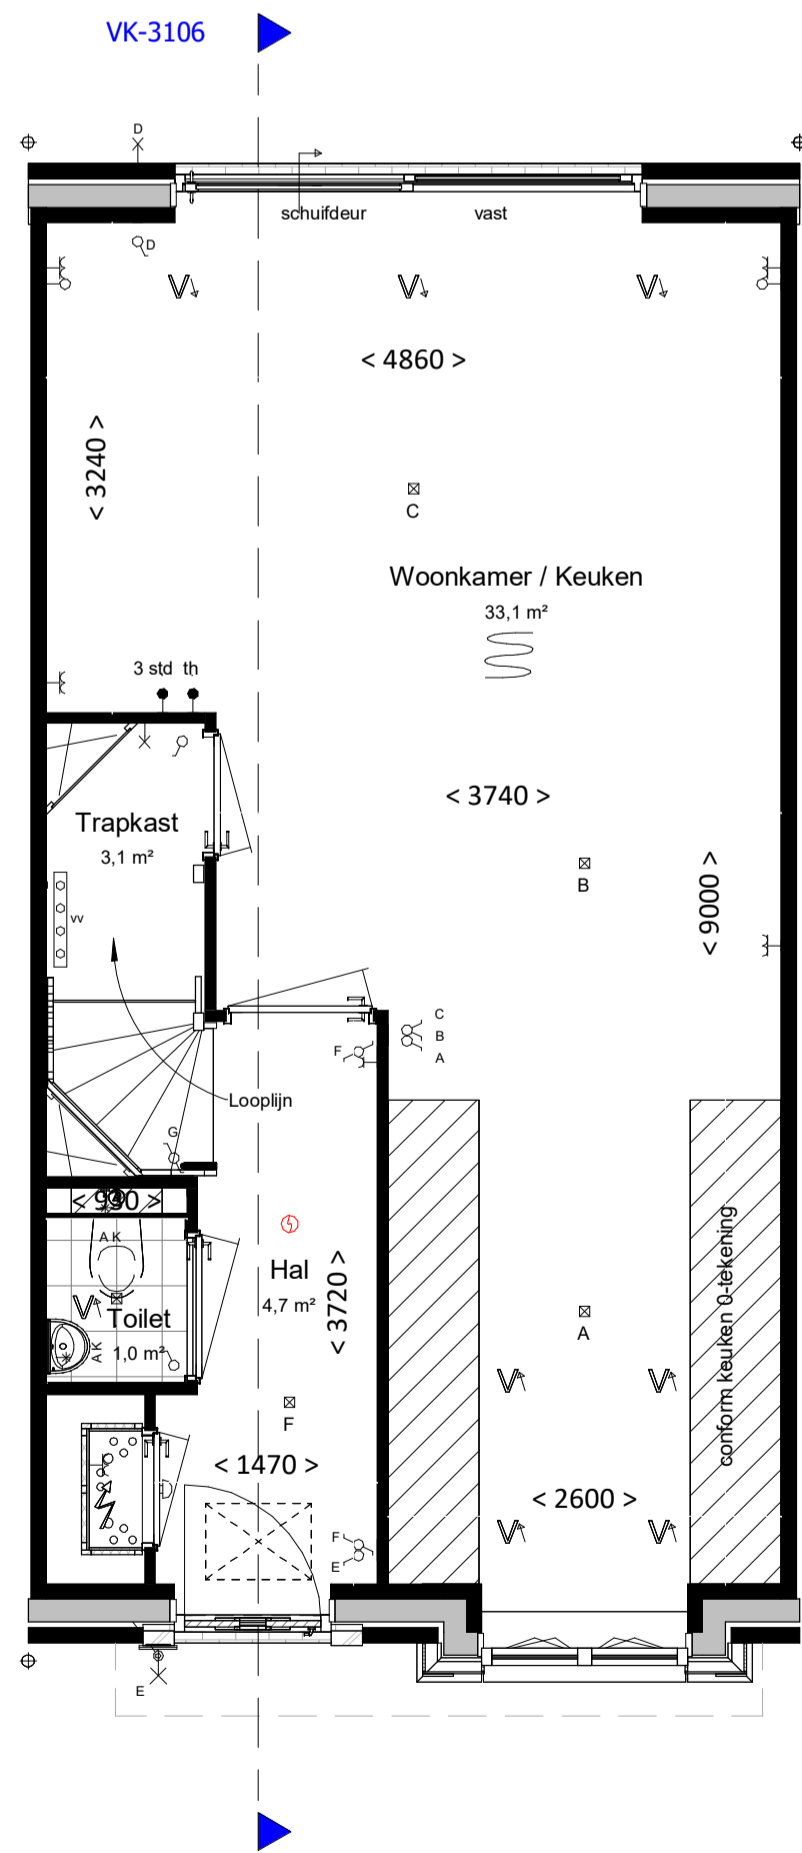 VK-3106
D
schuifdeur
vast
D
< 4860 >
< 3240 >
C
Woonkamer / Keuken
33,1 m²
3 std th
Trapkast
3,1 m²
< 3740 >
B
vv
< 9000 >
C
F B
A
Looplijn
G
A K
Hal
4,7 m²
< 3720 >
Toilet
1,0 m²
A K
A
conform keuken 0-tekening
F
< 1470 >
< 2600 >
F
E
E